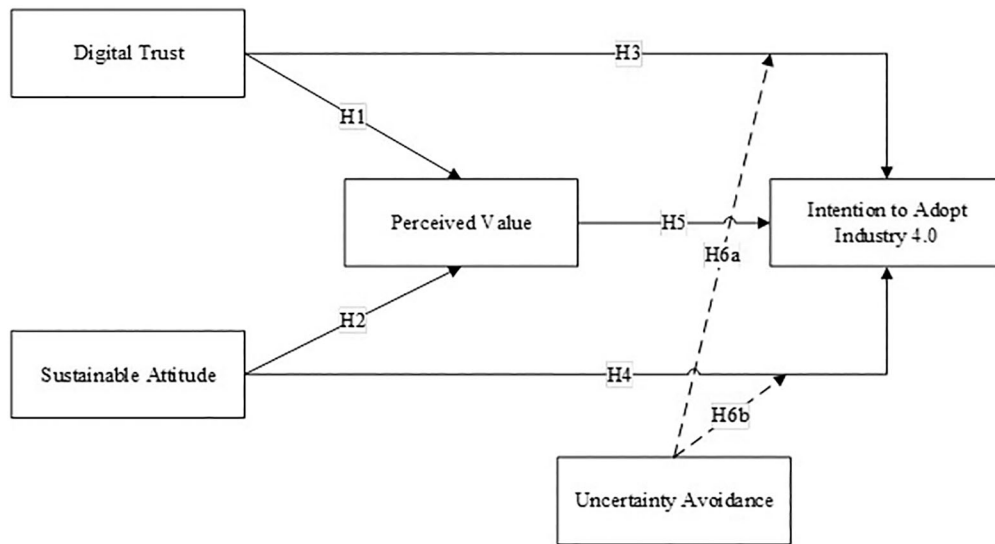 Digital Trust
H3
H1
Perceived Value
H5
Intention to Adopt
Industry 4.0
H6a
H2
Sustainable Attitude
H4
H6b
Uncertainty Avoidance